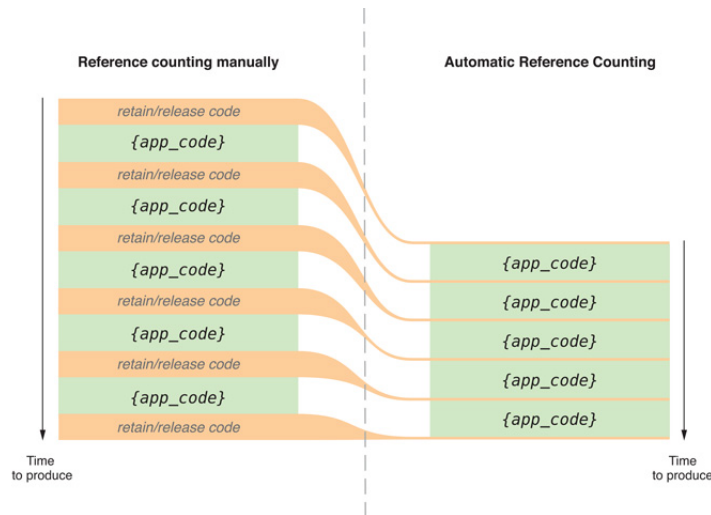 Reference counting manually
Automatic Reference Counting
retain/release code
{app_code}
retain/release code
{app_code}
retain/release code
{app_code}
retain/release code
{app_code}
retain/release code
{app_code}
retain/release code
Time
to produce
{app_code}
{app_code}
{app_code}
{app_code}
{app_code}
Time
to produce